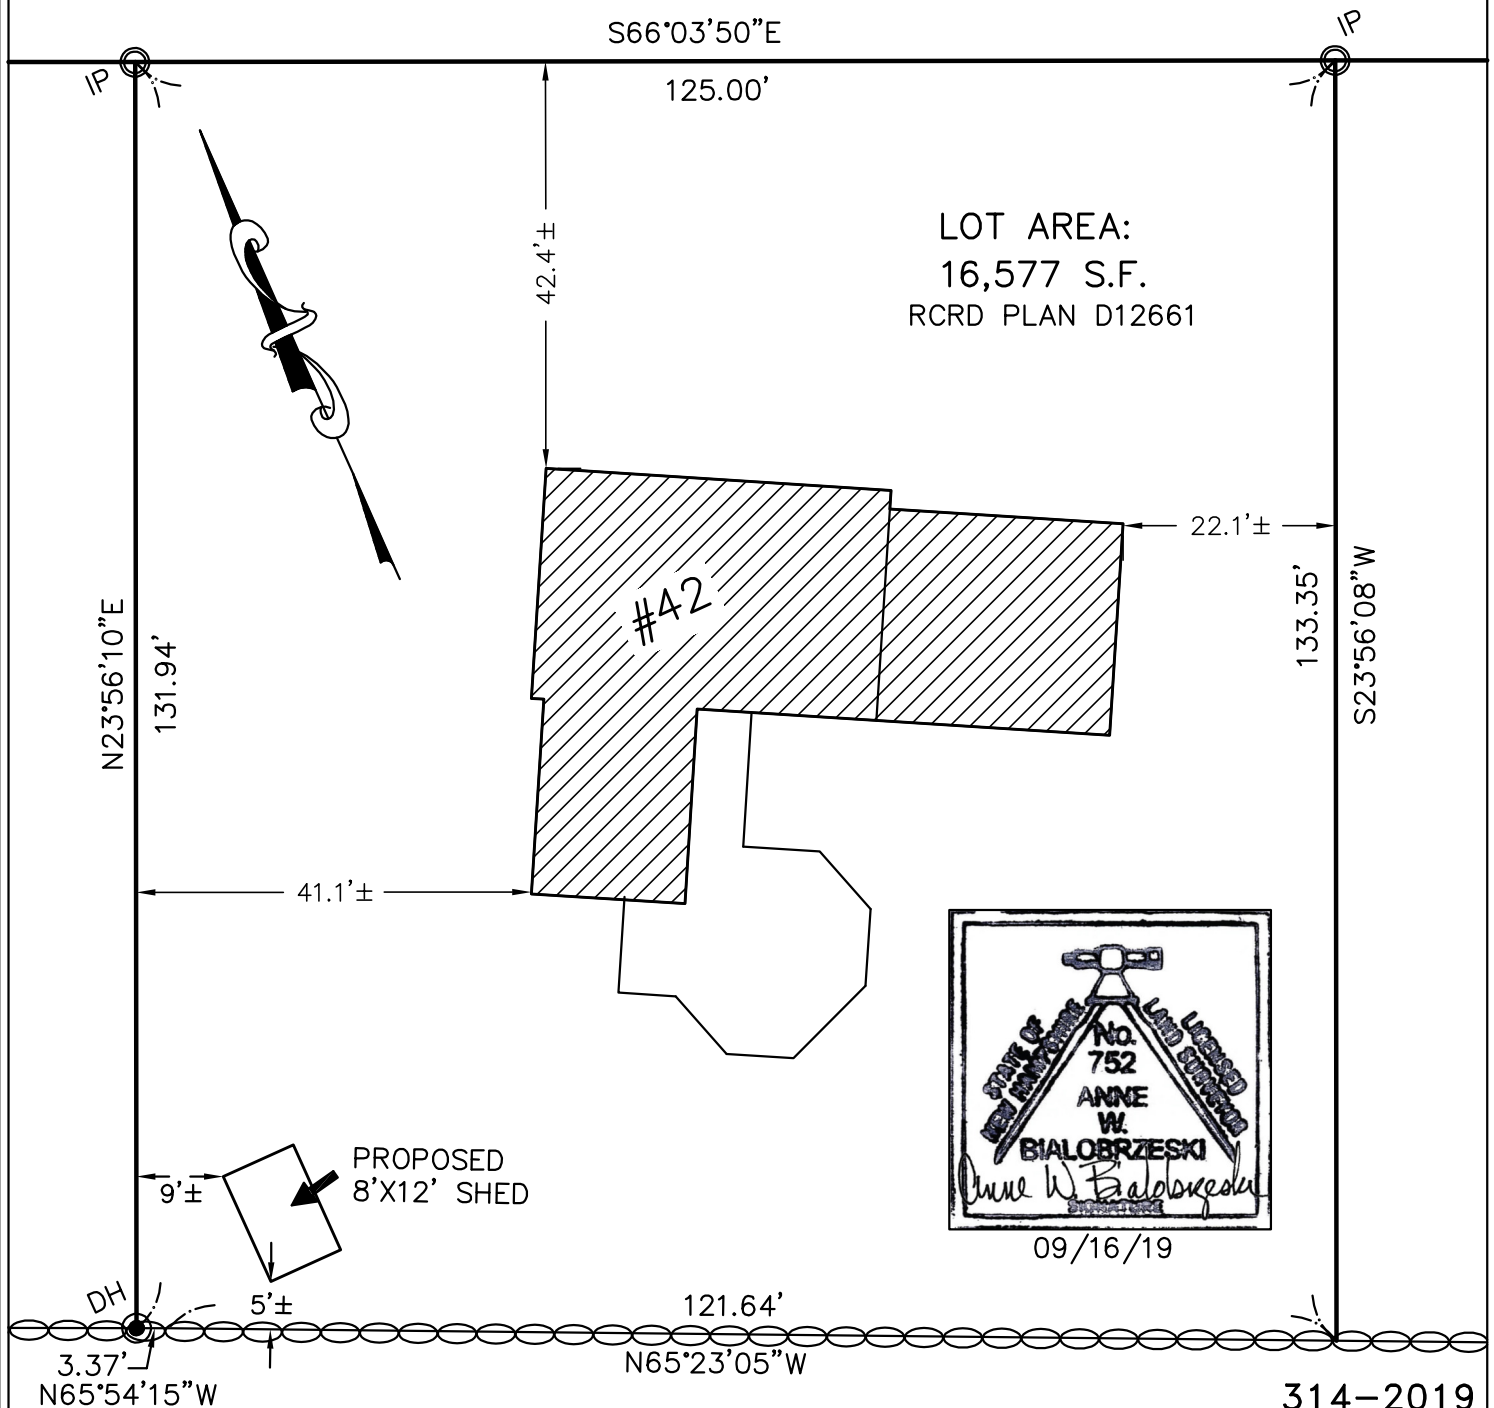 S66°03'50"E
IP
IP
125.00'
42.4'±
LOT AREA:
16,577 S.F.
RCRD PLAN D12661
22.1'±
#42
N23°56'10"E
131.94'
133.35'
S23°56'08"W
41.1'±
STATE OF
NEW HAMPSHIRE
LICENSED
LAND SURVEYOR
No.
752
ANNE
W.
BIALOBRZESKI
Anne W. Bialobrzeski
SIGNATURE
09/16/19
PROPOSED
8'X12' SHED
9'±
DH
5'±
121.64'
3.37'
N65°54'15"W
N65°23'05"W
314-2019